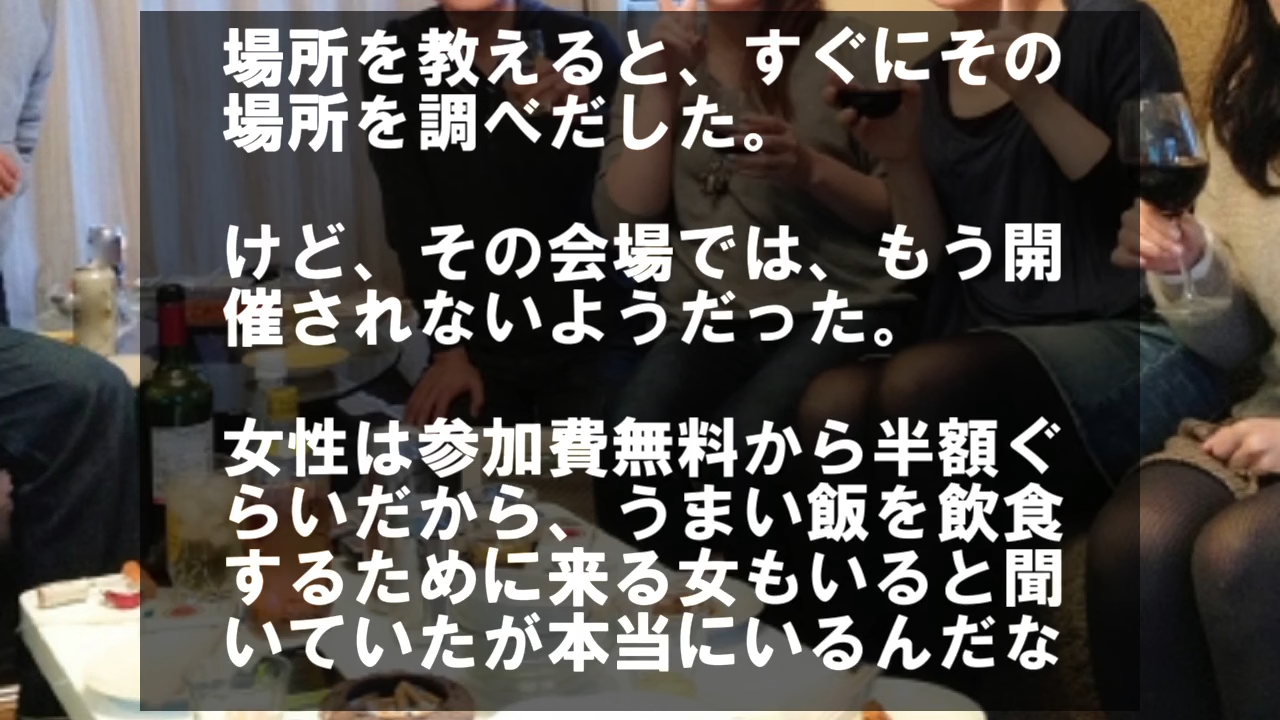 場所を教えると、すぐにその
場所を調べだした。
けど、その会場では、もう開
催されないようだった。
女性は参加費無料から半額ぐ
らいだから、うまい飯を飲食
するために来る女もいると聞
いていたが本当にいるんだな